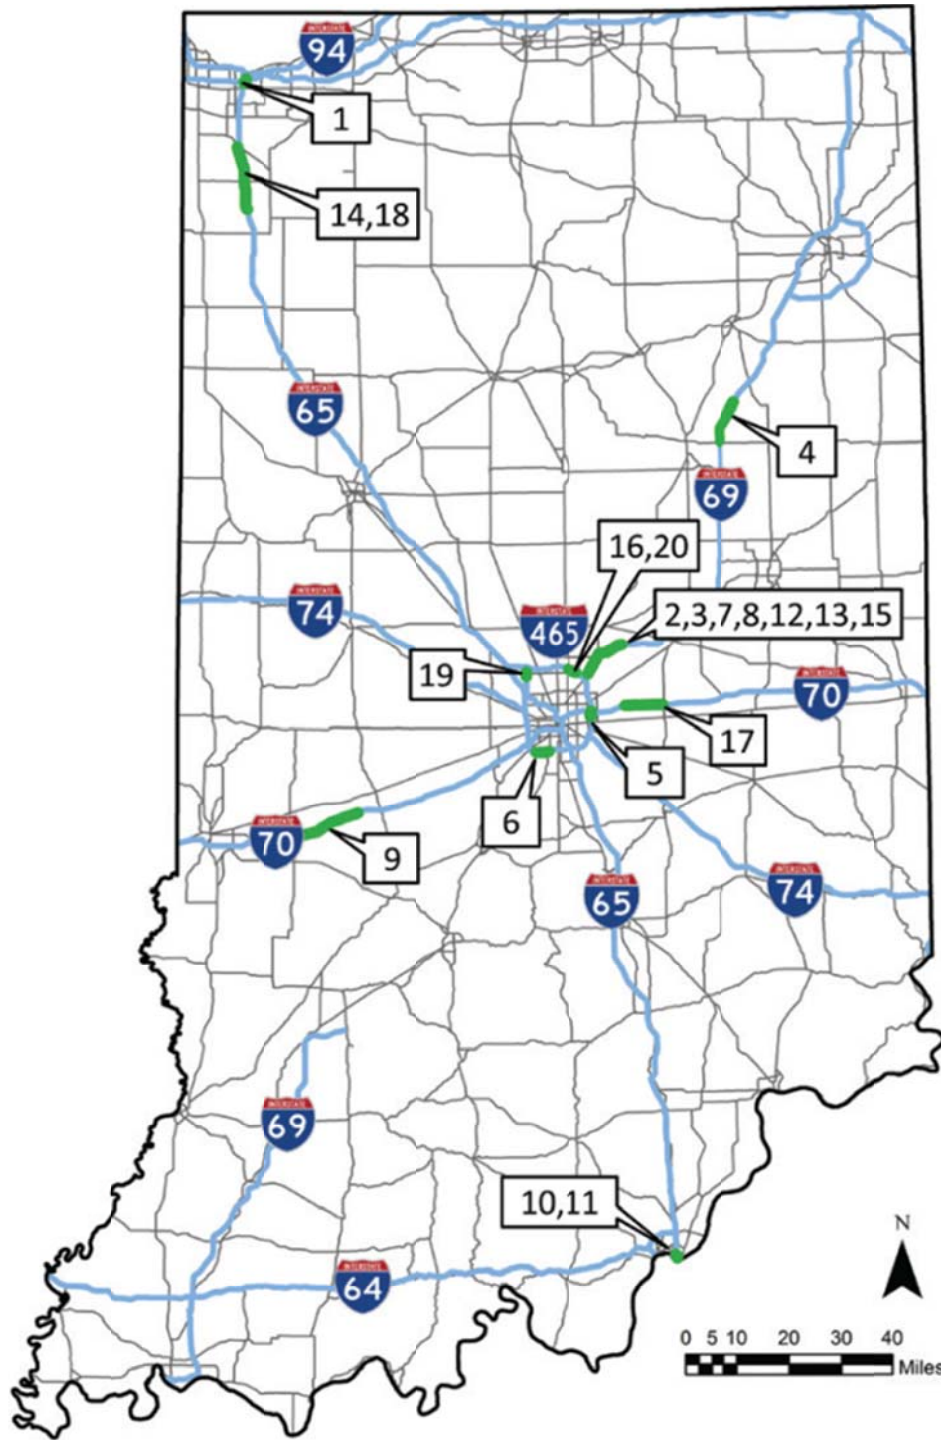 INTERSTATE
94
1
14,18
INTERSTATE
65
4
INTERSTATE
69
16,20
INTERSTATE
74
INTERSTATE
465
2,3,7,8,12,13,15
19
INTERSTATE
70
17
5
6
INTERSTATE
70
9
INTERSTATE
65
INTERSTATE
74
INTERSTATE
69
10,11
N
INTERSTATE
64
0 5 10 20 30 40
Miles